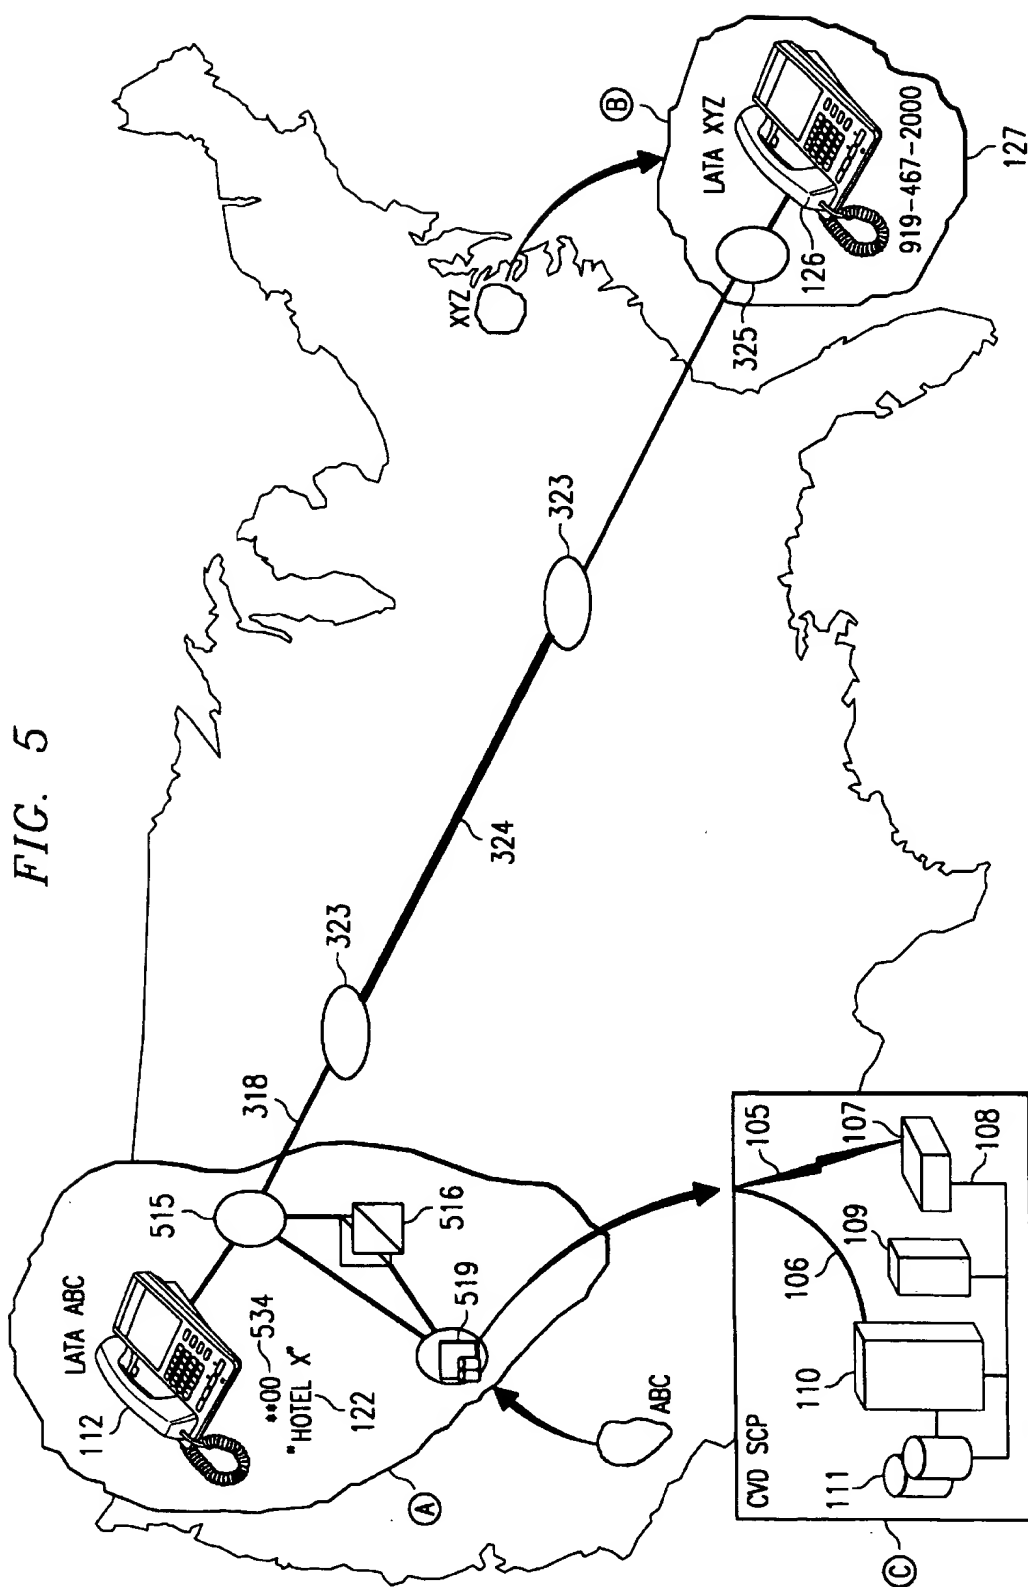 FIG. 5
LATA ABC
112
**00
534
"HOTEL X"
122
A
515
516
519
318
323
324
323
ABC
XYZ
B
LATA XYZ
325
126
919-467-2000
127
CVD SCP
C
105
106
107
108
109
110
111